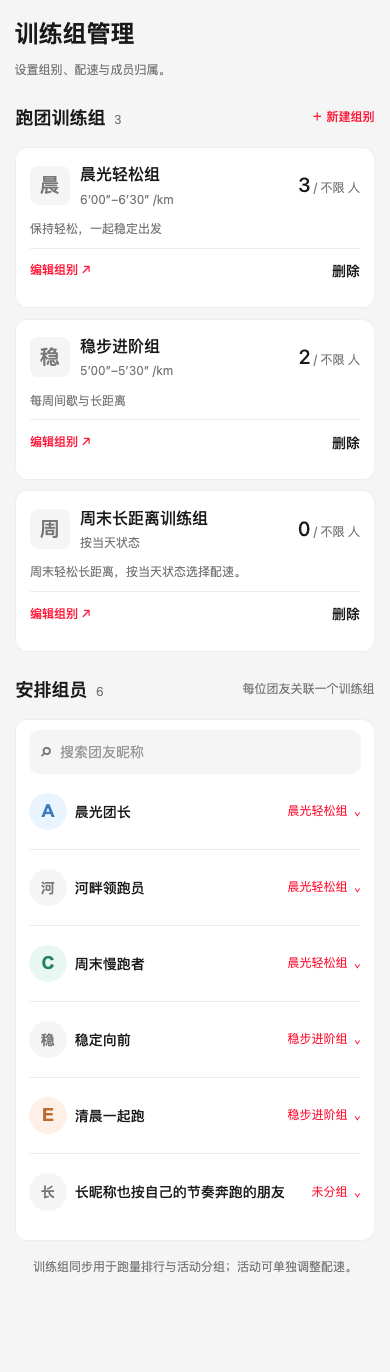 训练组管理
设置组别、配速与成员归属。
跑团训练组 3
+ 新建组别
晨
晨光轻松组
6’00”–6’30” /km
3 / 不限 人
保持轻松，一起稳定出发
编辑组别 ↗
删除
稳
稳步进阶组
5’00”–5’30” /km
2 / 不限 人
每周间歇与长距离
编辑组别 ↗
删除
周
周末长距离训练组
按当天状态
0 / 不限 人
周末轻松长距离，按当天状态选择配速。
编辑组别 ↗
删除
安排组员 6
每位团友关联一个训练组
搜索团友昵称
A 晨光团长 晨光轻松组
河 河畔领跑员 晨光轻松组
C 周末慢跑者 晨光轻松组
稳 稳定向前 稳步进阶组
E 清晨一起跑 稳步进阶组
长 长昵称也按自己的节奏奔跑的朋友 未分组
训练组同步用于跑量排行与活动分组；活动可单独调整配速。